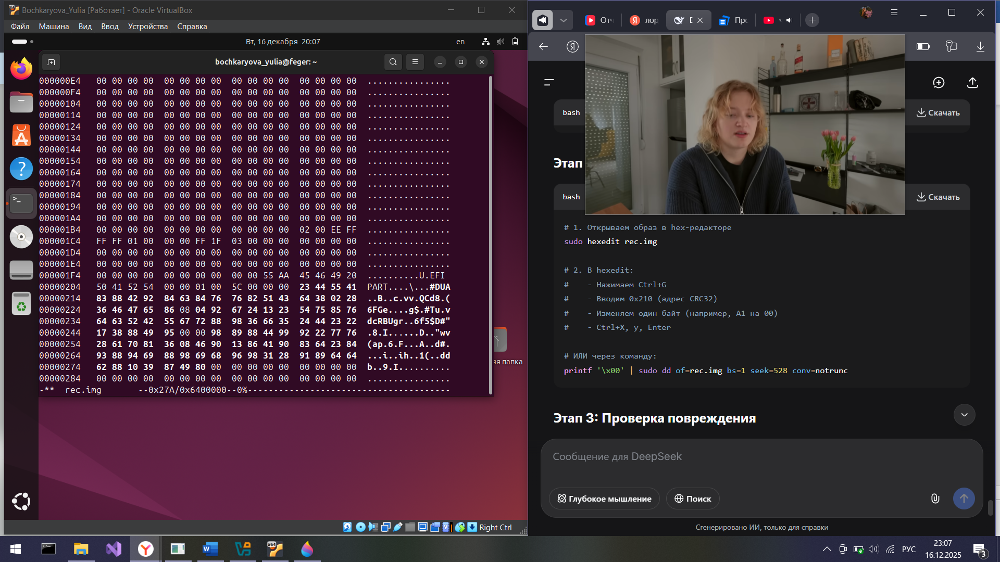 Bochkaryova_Yulia [Работает] - Oracle VirtualBox
Файл Машина Вид Ввод Устройства Справка
Вт, 16 декабря 20:07
en
bochkaryova_yulia@feger: ~
000000E4 00 00 00 00 00 00 00 00 00 00 00 00 00 00 00 00 ................
000000F4 00 00 00 00 00 00 00 00 00 00 00 00 00 00 00 00 ................
00000104 00 00 00 00 00 00 00 00 00 00 00 00 00 00 00 00 ................
00000114 00 00 00 00 00 00 00 00 00 00 00 00 00 00 00 00 ................
00000124 00 00 00 00 00 00 00 00 00 00 00 00 00 00 00 00 ................
00000134 00 00 00 00 00 00 00 00 00 00 00 00 00 00 00 00 ................
00000144 00 00 00 00 00 00 00 00 00 00 00 00 00 00 00 00 ................
00000154 00 00 00 00 00 00 00 00 00 00 00 00 00 00 00 00 ................
00000164 00 00 00 00 00 00 00 00 00 00 00 00 00 00 00 00 ................
00000174 00 00 00 00 00 00 00 00 00 00 00 00 00 00 00 00 ................
00000184 00 00 00 00 00 00 00 00 00 00 00 00 00 00 00 00 ................
00000194 00 00 00 00 00 00 00 00 00 00 00 00 00 00 00 00 ................
000001A4 00 00 00 00 00 00 00 00 00 00 00 00 00 00 00 00 ................
000001B4 00 00 00 00 00 00 00 00 00 00 00 00 02 00 EE FF ................
000001C4 FF FF 01 00 00 00 FF 1F 03 00 00 00 00 00 00 00 ................
000001D4 00 00 00 00 00 00 00 00 00 00 00 00 00 00 00 00 ................
000001E4 00 00 00 00 00 00 00 00 00 00 00 00 00 00 00 00 ................
000001F4 00 00 00 00 00 00 00 00 00 00 55 AA 45 46 49 20 ..........U.EFI
00000204 50 41 52 54 00 00 01 00 5C 00 00 00 23 44 55 41 PART....\...#DUA
00000214 83 88 42 92 84 63 84 76 76 82 51 43 64 38 02 28 ..B..c.vv.QCd8.(
00000224 36 46 47 65 86 08 04 92 67 24 13 23 54 75 85 76 6FGe....g$.#Tu.v
00000234 64 63 52 42 55 67 72 88 98 36 66 35 24 44 23 22 dcRBUgr..6f5$D#"
00000244 17 38 88 49 95 00 00 98 89 88 44 99 92 22 77 76 .8.I......D.."wv
00000254 28 61 70 81 36 08 46 90 13 86 41 90 83 64 23 84 (ap.6.F...A..d#.
00000264 93 88 94 69 88 98 69 68 96 98 31 28 91 89 64 64 ...i..ih..1(..dd
00000274 62 88 10 39 87 49 80 00 00 00 00 00 00 00 00 00 b..9.I..........
00000284 00 00 00 00 00 00 00 00 00 00 00 00 00 00 00 00 ................
-** rec.img --0x27A/0x6400000--0%---------------------------------------
яя папка
Right Ctrl
Отч
лор
Прс
bash
Скачать
Этап
bash
Скачать
# 1. Открываем образ в hex-редакторе
sudo hexedit rec.img
# 2. В hexedit:
# - Нажимаем Ctrl+G
# - Вводим 0x210 (адрес CRC32)
# - Изменяем один байт (например, A1 на 00)
# - Ctrl+X, y, Enter
# ИЛИ через команду:
printf '\x00' | sudo dd of=rec.img bs=1 seek=528 conv=notrunc
Этап 3: Проверка повреждения
Сообщение для DeepSeek
Глубокое мышление
Поиск
Сгенерировано ИИ, только для справки
РУС
23:07
16.12.2025
3